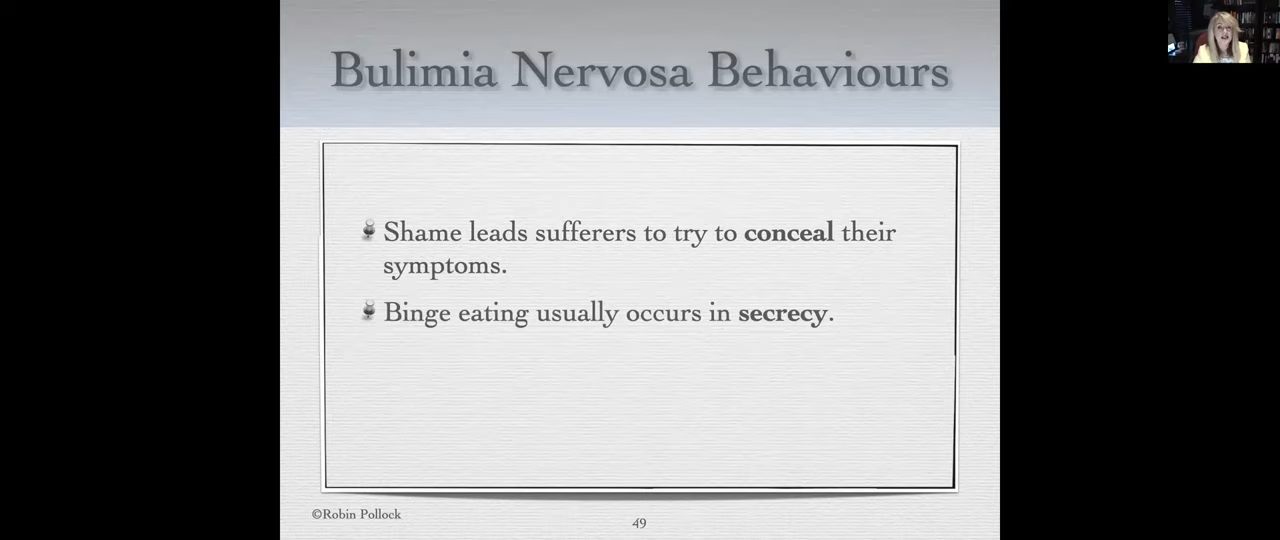 Bulimia Nervosa Behaviours
Shame leads sufferers to try to conceal their
symptoms.
Binge eating usually occurs in secrecy.
©Robin Pollock
49